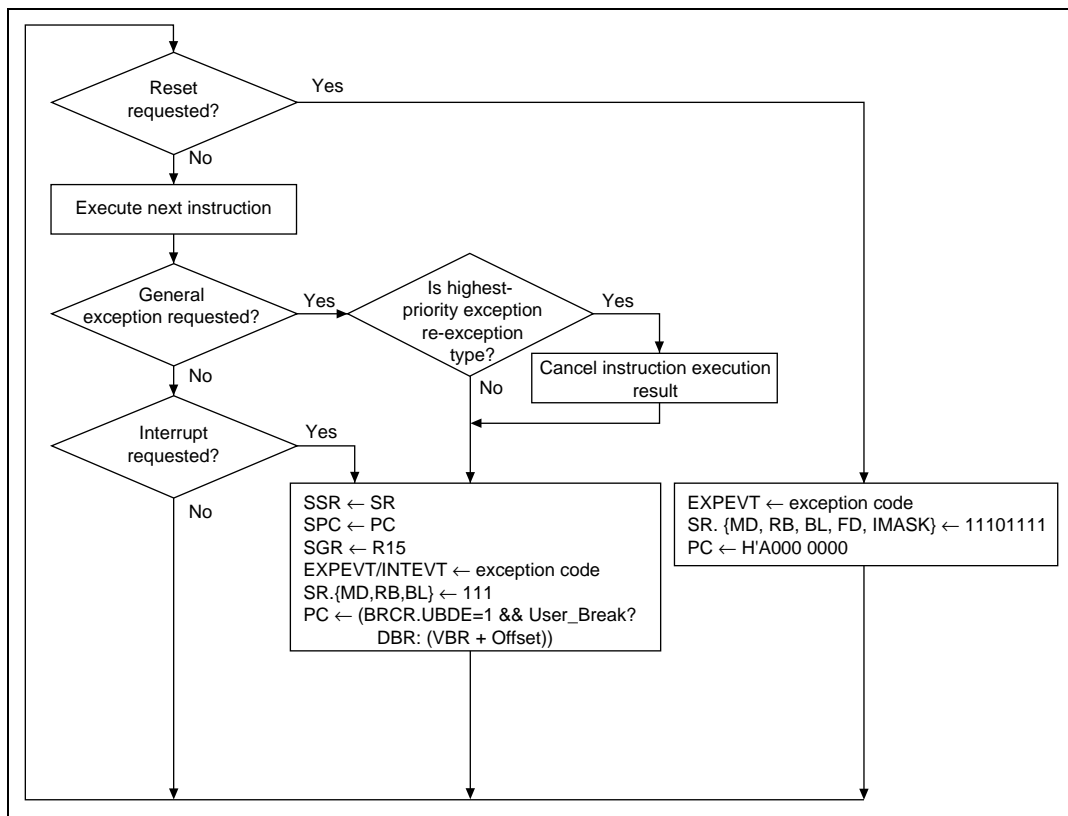 Reset
requested?
Yes
No
Execute next instruction
General
exception requested?
Yes
No
Is highest-
priority exception
re-exception
type?
Yes
No
Cancel instruction execution
result
Interrupt
requested?
Yes
No
SSR ← SR
SPC ← PC
SGR ← R15
EXPEVT/INTEVT ← exception code
SR.{MD,RB,BL} ← 111
PC ← (BRCR.UBDE=1 && User_Break?
DBR: (VBR + Offset))
EXPEVT ← exception code
SR. {MD, RB, BL, FD, IMASK} ← 11101111
PC ← H'A000 0000